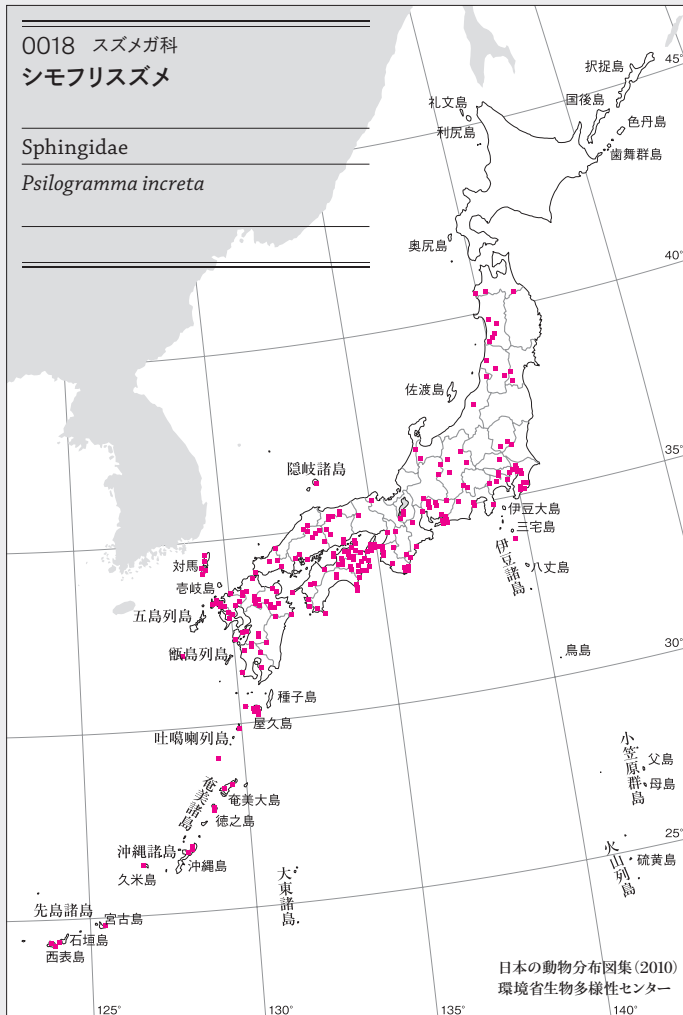 0018 スズメガ科
シモフリスズメ
Sphingidae
Psilogramma increta
45°
択捉島
国後島
礼文島
色丹島
利尻島
歯舞群島
奥尻島
40°
佐渡島
35°
隠岐諸島
伊豆大島
三宅島
伊豆諸島
八丈島
対馬
壱岐島
五島列島
甑島列島
鳥島
30°
種子島
屋久島
吐噶喇列島
小笠原群島
父島
母島
奄美諸島
奄美大島
徳之島
25°
火山列島
硫黄島
沖縄諸島
沖縄島
久米島
大東諸島
先島諸島
宮古島
石垣島
西表島
日本の動物分布図集(2010)
環境省生物多様性センター
125°
130°
135°
140°